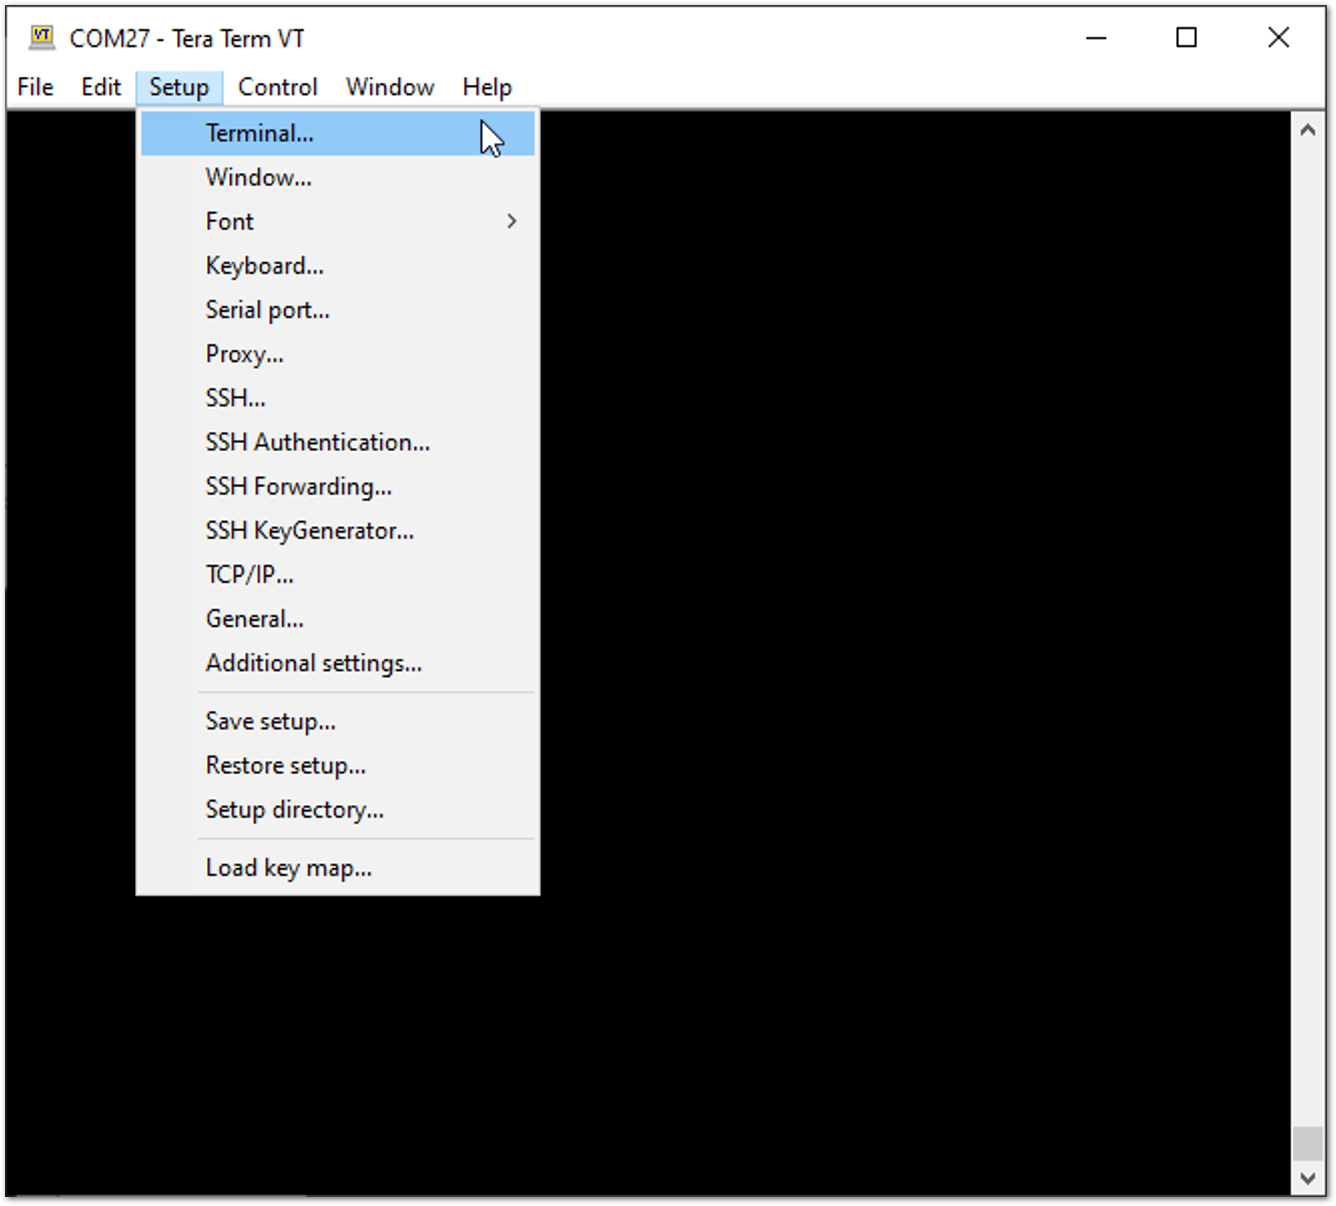 VT COM27 - Tera Term VT
File Edit Setup Control Window Help
Terminal...
Window...
Font
Keyboard...
Serial port...
Proxy...
SSH...
SSH Authentication...
SSH Forwarding...
SSH KeyGenerator...
TCP/IP...
General...
Additional settings...
Save setup...
Restore setup...
Setup directory...
Load key map...